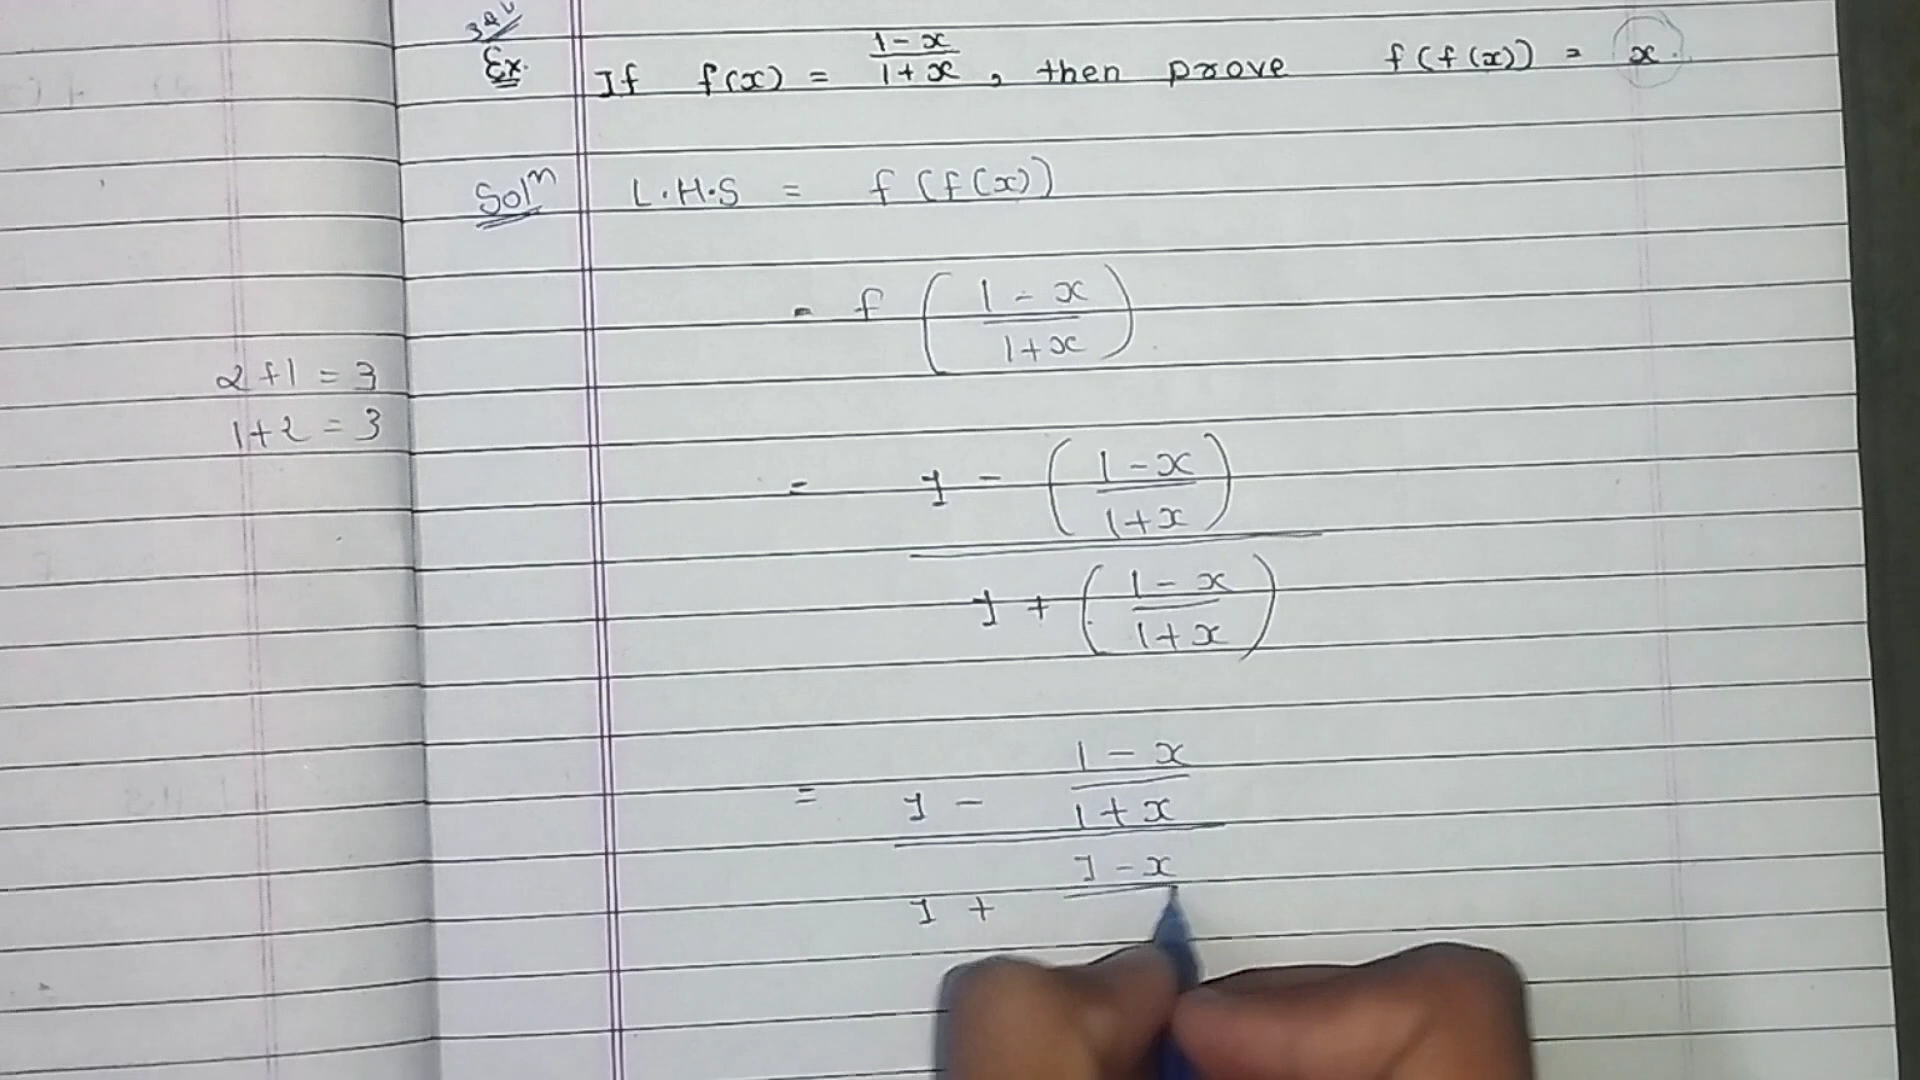 Ex. If f(x) = (1-x)/(1+x), then prove f(f(x)) = x.
Solⁿ L.H.S = f(f(x))
= f((1-x)/(1+x))
2+1=3
1+2=3
= (1-((1-x)/(1+x)))/(1+((1-x)/(1+x)))
= 1 - (1-x)/(1+x)
1 + 1-x